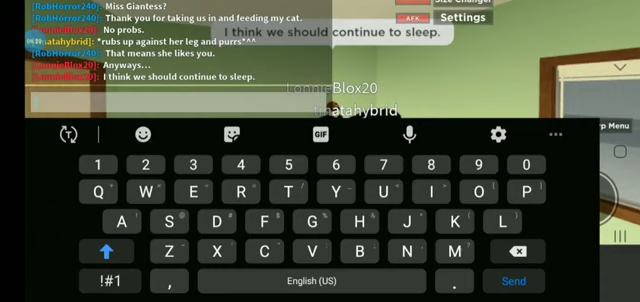 [RobHorror240]: Miss Giantess?
[RobHorror240]: Thank you for taking us in and feeding my cat.
[LonnieBlox20]: No probs.
atahybrid]: *rubs up against her leg and purrs*^^
[RobHorror240]: That means she likes you.
[LonnieBlox20]: Anyways...
[LonnieBlox20]: I think we should continue to sleep.
AFK
Settings
I think we should continue to sleep.
LonnieBlox20
tinatahybrid
rp Menu
T
GIF
1 2 3 4 5 6 7 8 9 0
Q W E R T Y U I O P
A S D F G H J K L
Z X C V B N M
!#1 , English (US) . Send